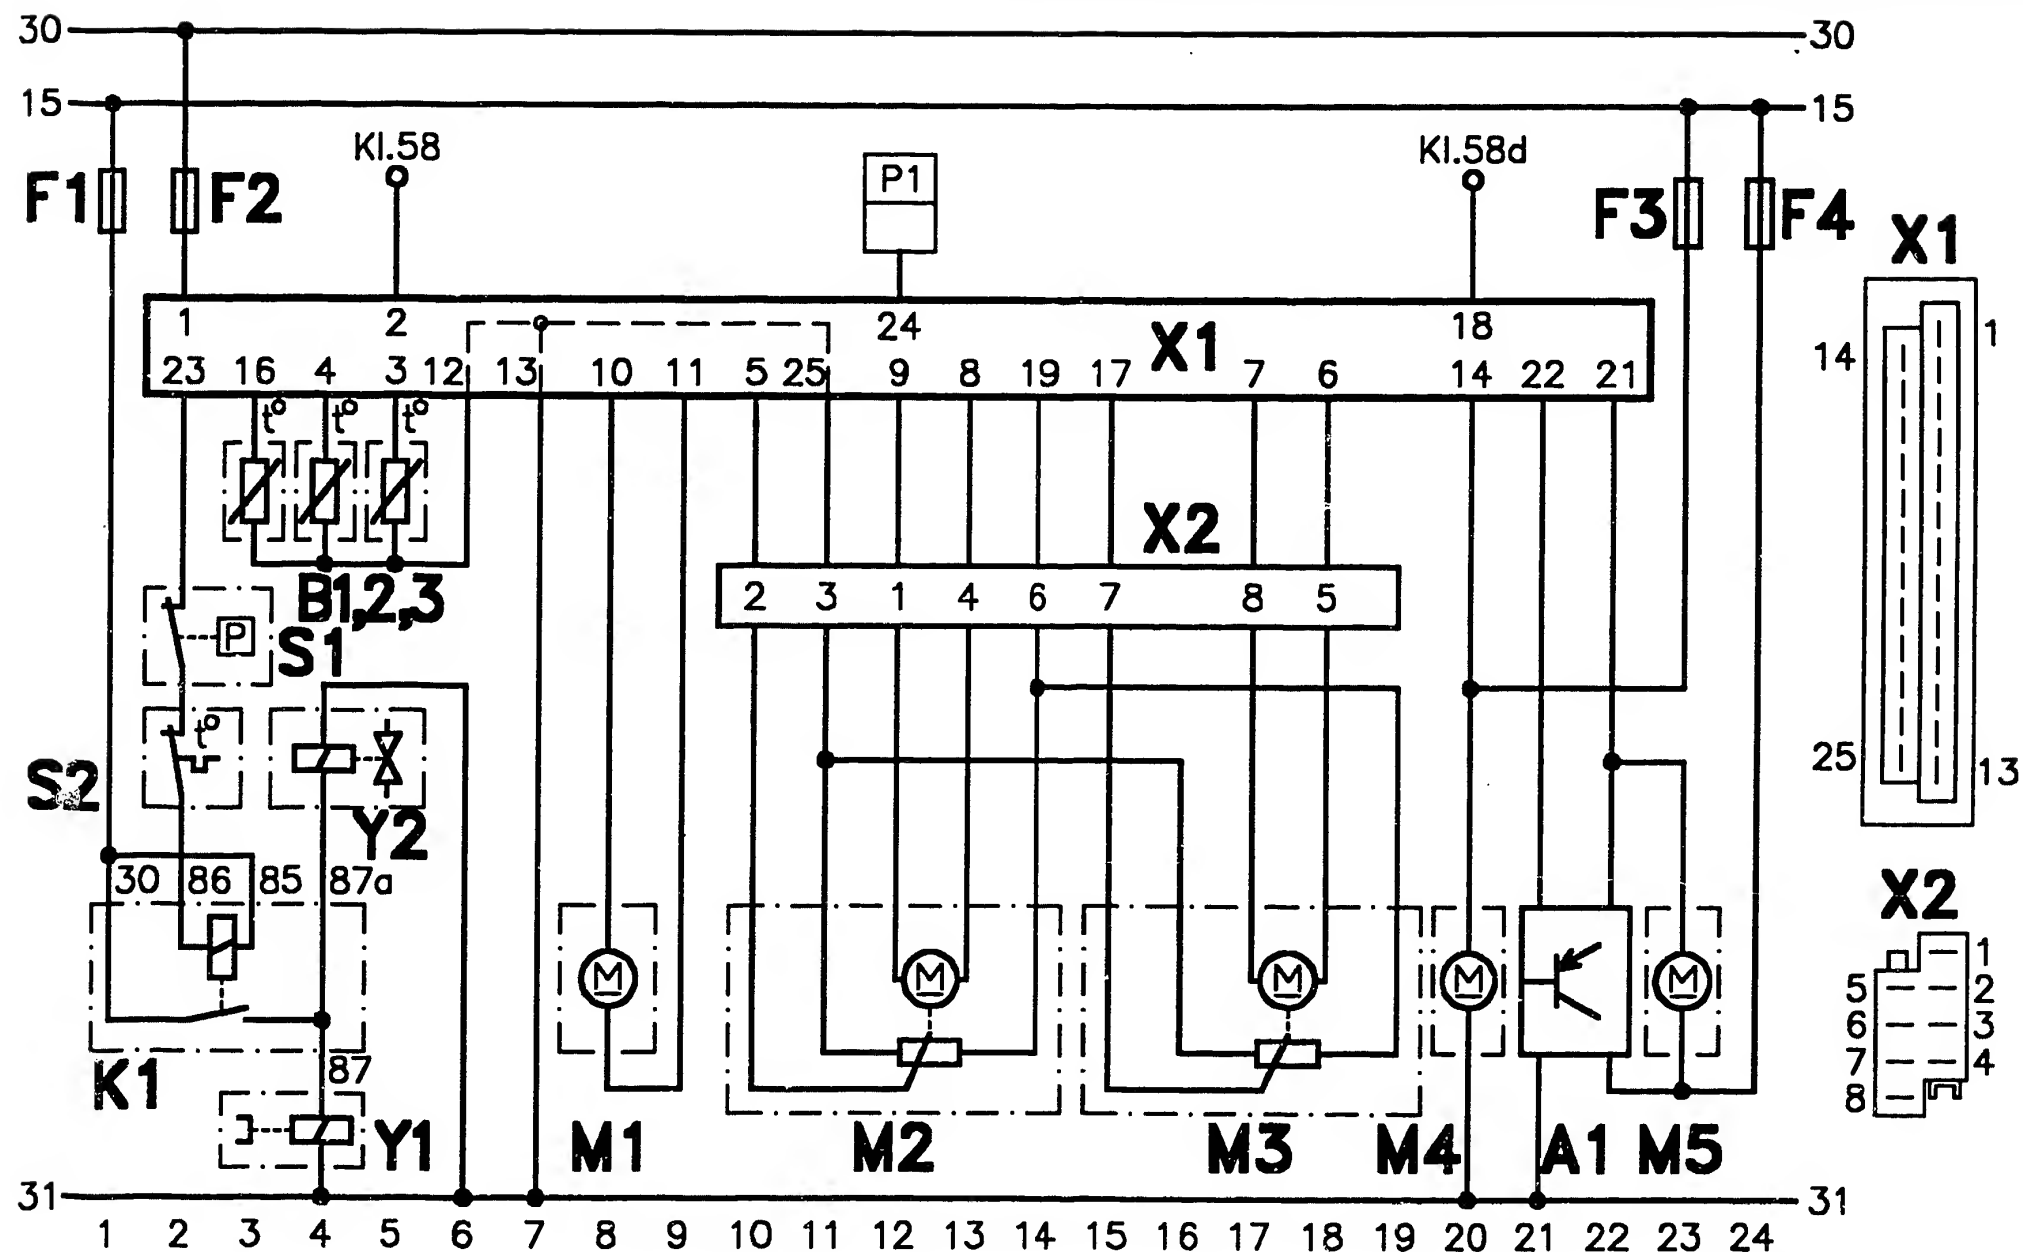 30 30
15 15
Kl.58 P1 Kl.58d
F1 F2 F3 F4
X1
1 2 24 18
X1
23 16 4 3 12 13 10 11 5 25 9 8 19 17 7 6 14 22 21
14 1
t° t° t°
X2
B1,2,3
2 3 1 4 6 7 8 5
P S1
t°
S2
25 13
Y2
30 86 85 87a
X2
M M M M M
1
5 2
6 3
7 4
8
K1 87
Y1 M1 M2 M3 M4 A1 M5
31 31
1 2 3 4 5 6 7 8 9 10 11 12 13 14 15 16 17 18 19 20 21 22 23 24